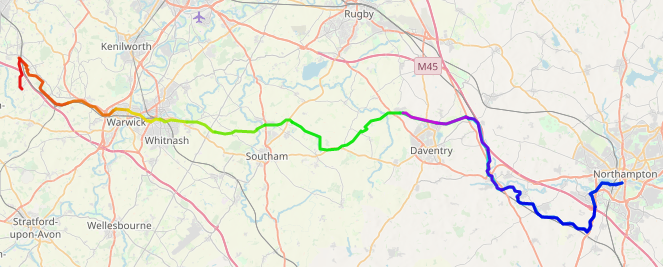 Rugby
Kenilworth
M45
Warwick
Whitnash
Southam
Daventry
Northampton
Stratford-
upon-Avon
Wellesbourne